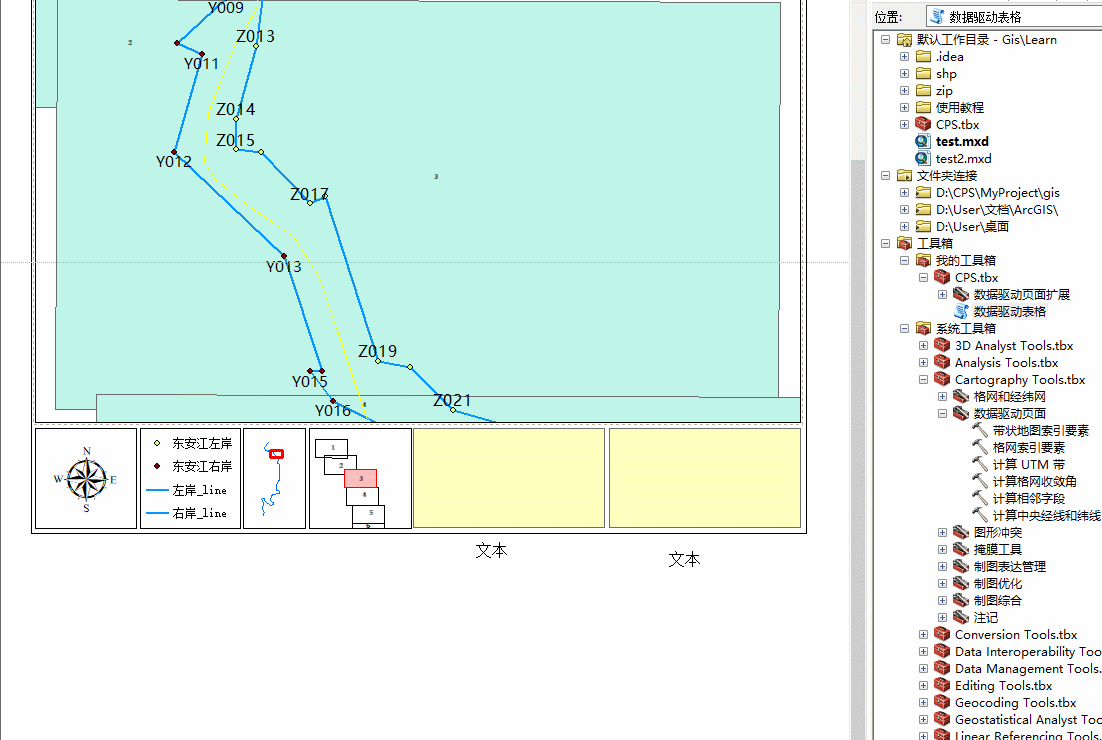 Y009
Z013
2
Y011
Z014
Z015
Y012
3
Z017
Y013
Z019
Y015
Z021
4
Y016
N
W
E
S
东安江左岸
东安江右岸
左岸_line
右岸_line
1
2
3
4
5
6
文本
文本
位置:
数据驱动表格
默认工作目录 - Gis\Learn
.idea
shp
zip
使用教程
CPS.tbx
test.mxd
test2.mxd
文件夹连接
D:\CPS\MyProject\gis
D:\User\文档\ArcGIS\
D:\User\桌面
工具箱
我的工具箱
CPS.tbx
数据驱动页面扩展
数据驱动表格
系统工具箱
3D Analyst Tools.tbx
Analysis Tools.tbx
Cartography Tools.tbx
格网和经纬网
数据驱动页面
带状地图索引要素
格网索引要素
计算 UTM 带
计算格网收敛角
计算相邻字段
计算中央经线和纬线
图形冲突
掩膜工具
制图表达管理
制图优化
制图综合
注记
Conversion Tools.tbx
Data Interoperability Too
Data Management Tools.
Editing Tools.tbx
Geocoding Tools.tbx
Geostatistical Analyst Too
Linear Referencing Tools.